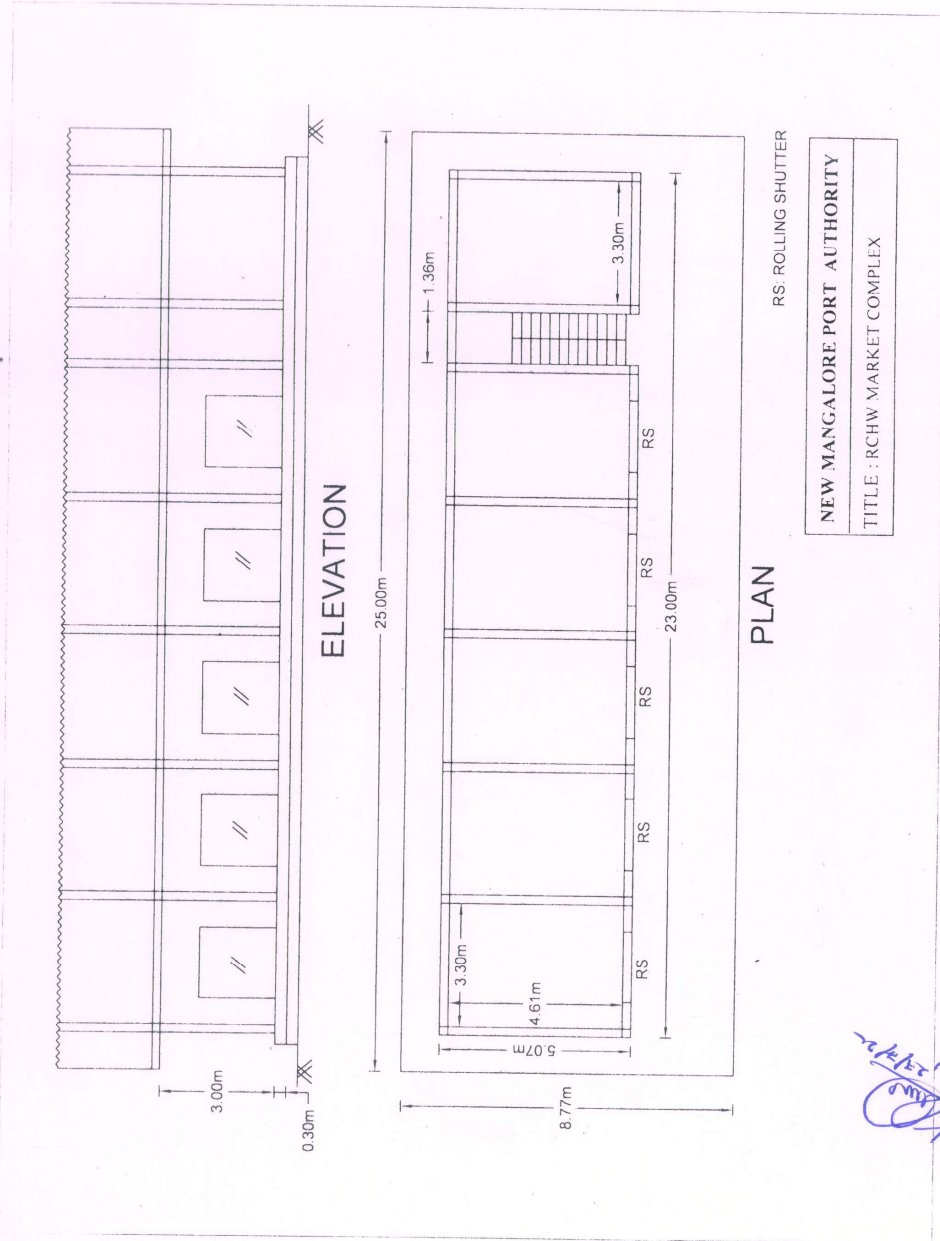 3.00m
0.30m
ELEVATION
25.00m
8.77m
5.07m
4.61m
3.30m
1.36m
3.30m
RS
RS
RS
RS
RS
23.00m
PLAN
RS: ROLLING SHUTTER
NEW MANGALORE PORT AUTHORITY
TITLE : RCHW MARKET COMPLEX